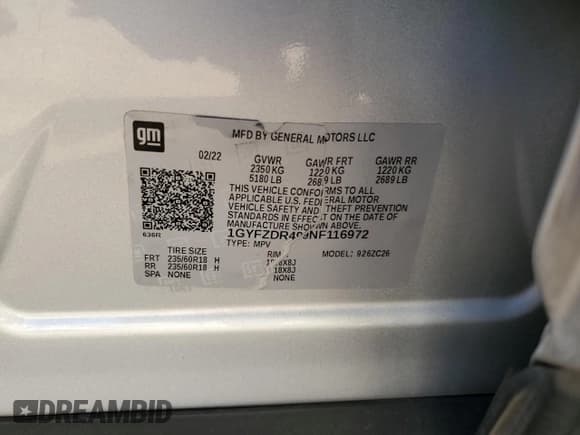 gm
MFD BY GENERAL MOTORS LLC
02/22 GVWR GAWR FRT GAWR RR
2350 KG 1220 KG 1220 KG
5180 LB 2689 LB 2689 LB
THIS VEHICLE CONFORMS TO ALL
APPLICABLE U.S. FEDERAL MOTOR
VEHICLE SAFETY AND THEFT PREVENTION
STANDARDS IN EFFECT ON THE DATE OF
MANUFACTURE SHOWN ABOVE.
636R
TYPE: MPV MODEL: 926ZC26
TIRE SIZE RIM
FRT 235/60R18 H 18X8J
RR 235/60R18 H 18X8J
SPA NONE NONE
DREAMBID